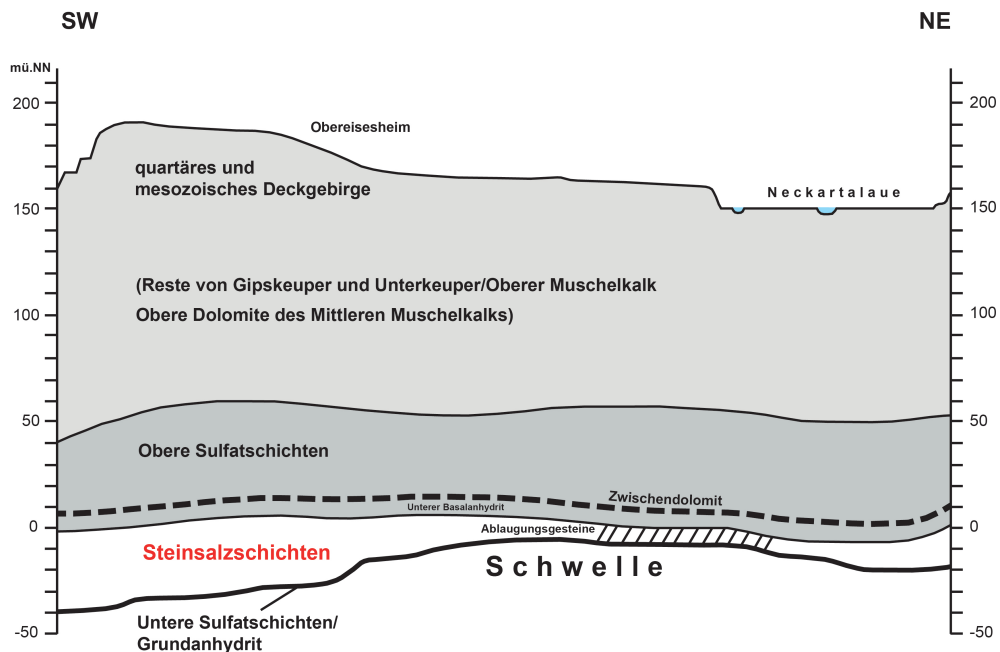 SW
NE
mü.NN
200
200
Obereisesheim
quartäres und
mesozoisches Deckgebirge
Neckartalaue
150
150
(Reste von Gipskeuper und Unterkeuper/Oberer Muschelkalk
Obere Dolomite des Mittleren Muschelkalks)
100
100
50
50
Obere Sulfatschichten
Zwischendolomit
Unterer Basalanhydrit
0
0
Ablaugungsgesteine
Steinsalzschichten
Schwelle
Untere Sulfatschichten/
Grundanhydrit
-50
-50